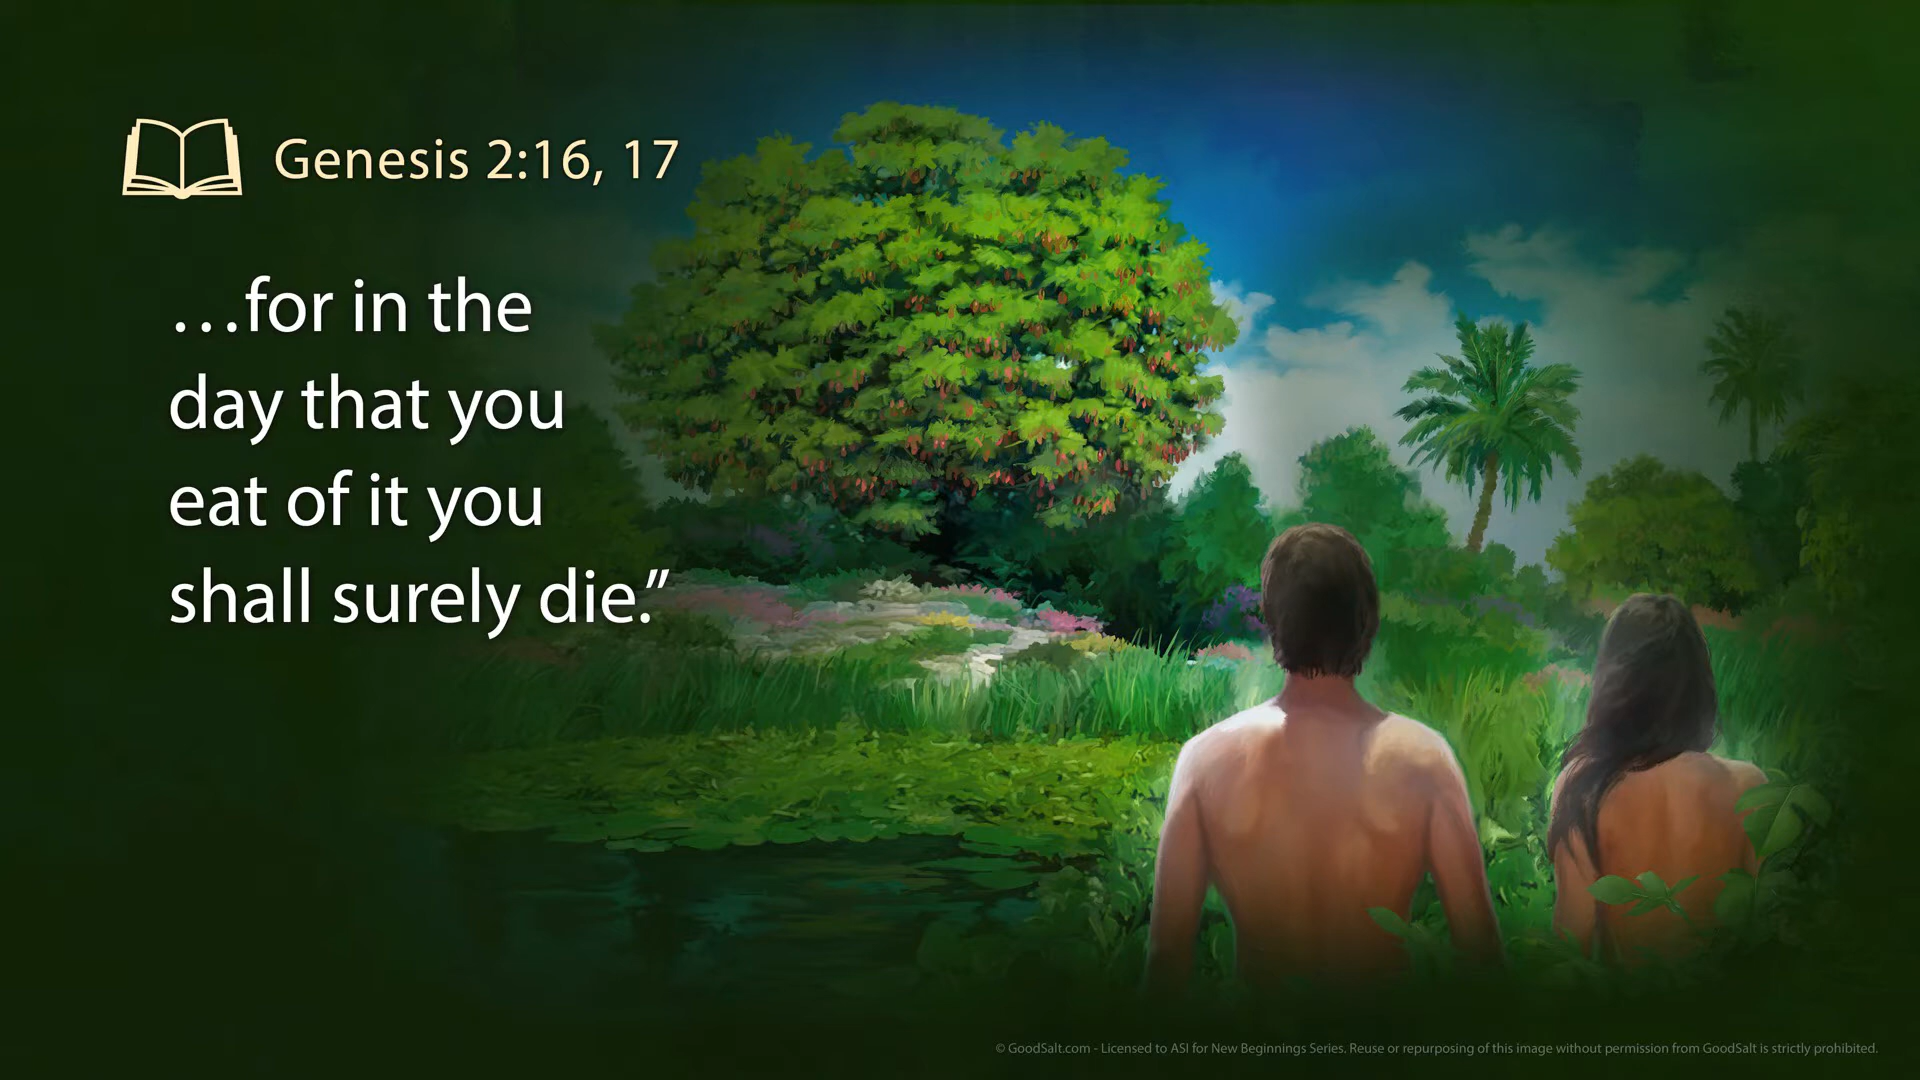 Genesis 2:16, 17
…for in the
day that you
eat of it you
shall surely die.”
© GoodSalt.com - Licensed to ASI for New Beginnings Series. Reuse or repurposing of this image without permission from GoodSalt is strictly prohibited.